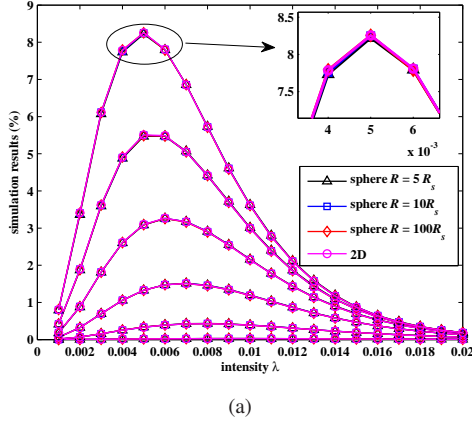 9
8
7
6
5
4
3
2
1
0
simulation results (%)
0 0.002 0.004 0.006 0.008 0.01 0.012 0.014 0.016 0.018 0.02
intensity λ
8.5
8
7.5
4 5 6
x 10⁻³
sphere R = 5 Rₛ
sphere R = 10Rₛ
sphere R = 100Rₛ
2D
(a)